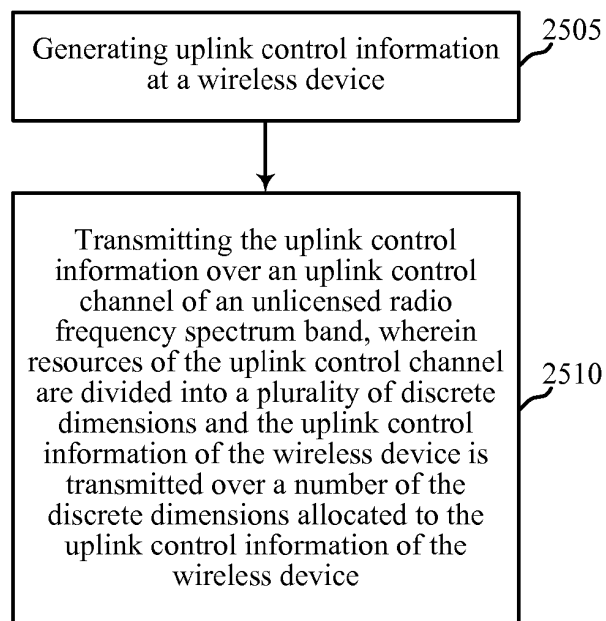 Generating uplink control information
at a wireless device
2505
Transmitting the uplink control
information over an uplink control
channel of an unlicensed radio
frequency spectrum band, wherein
resources of the uplink control channel
are divided into a plurality of discrete
dimensions and the uplink control
information of the wireless device is
transmitted over a number of the
discrete dimensions allocated to the
uplink control information of the
wireless device
2510